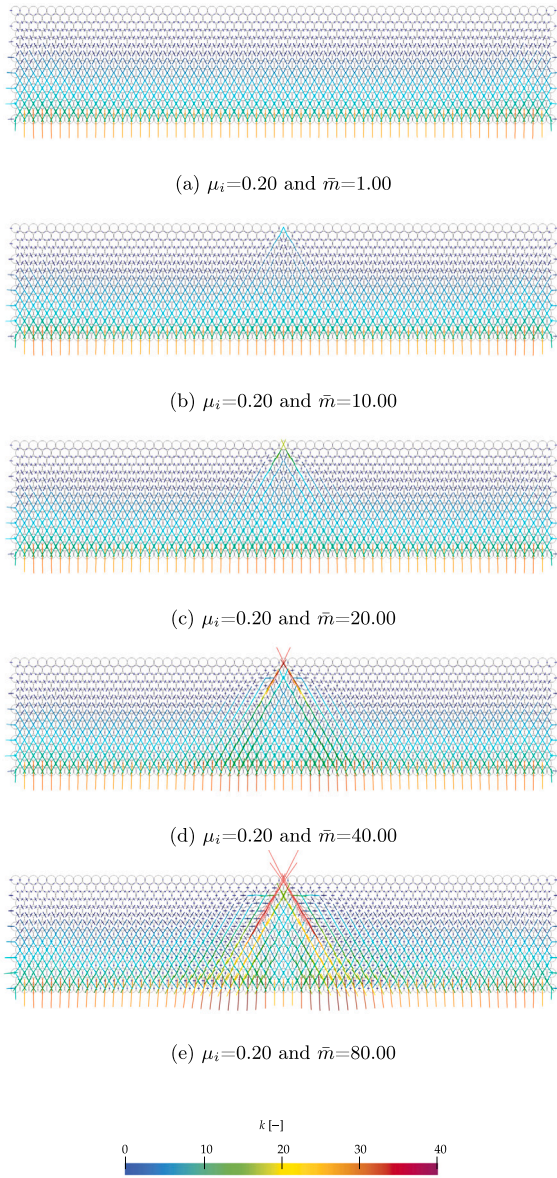 (a) μᵢ=0.20 and m̄=1.00
(b) μᵢ=0.20 and m̄=10.00
(c) μᵢ=0.20 and m̄=20.00
(d) μᵢ=0.20 and m̄=40.00
(e) μᵢ=0.20 and m̄=80.00
k [−]
0 10 20 30 40